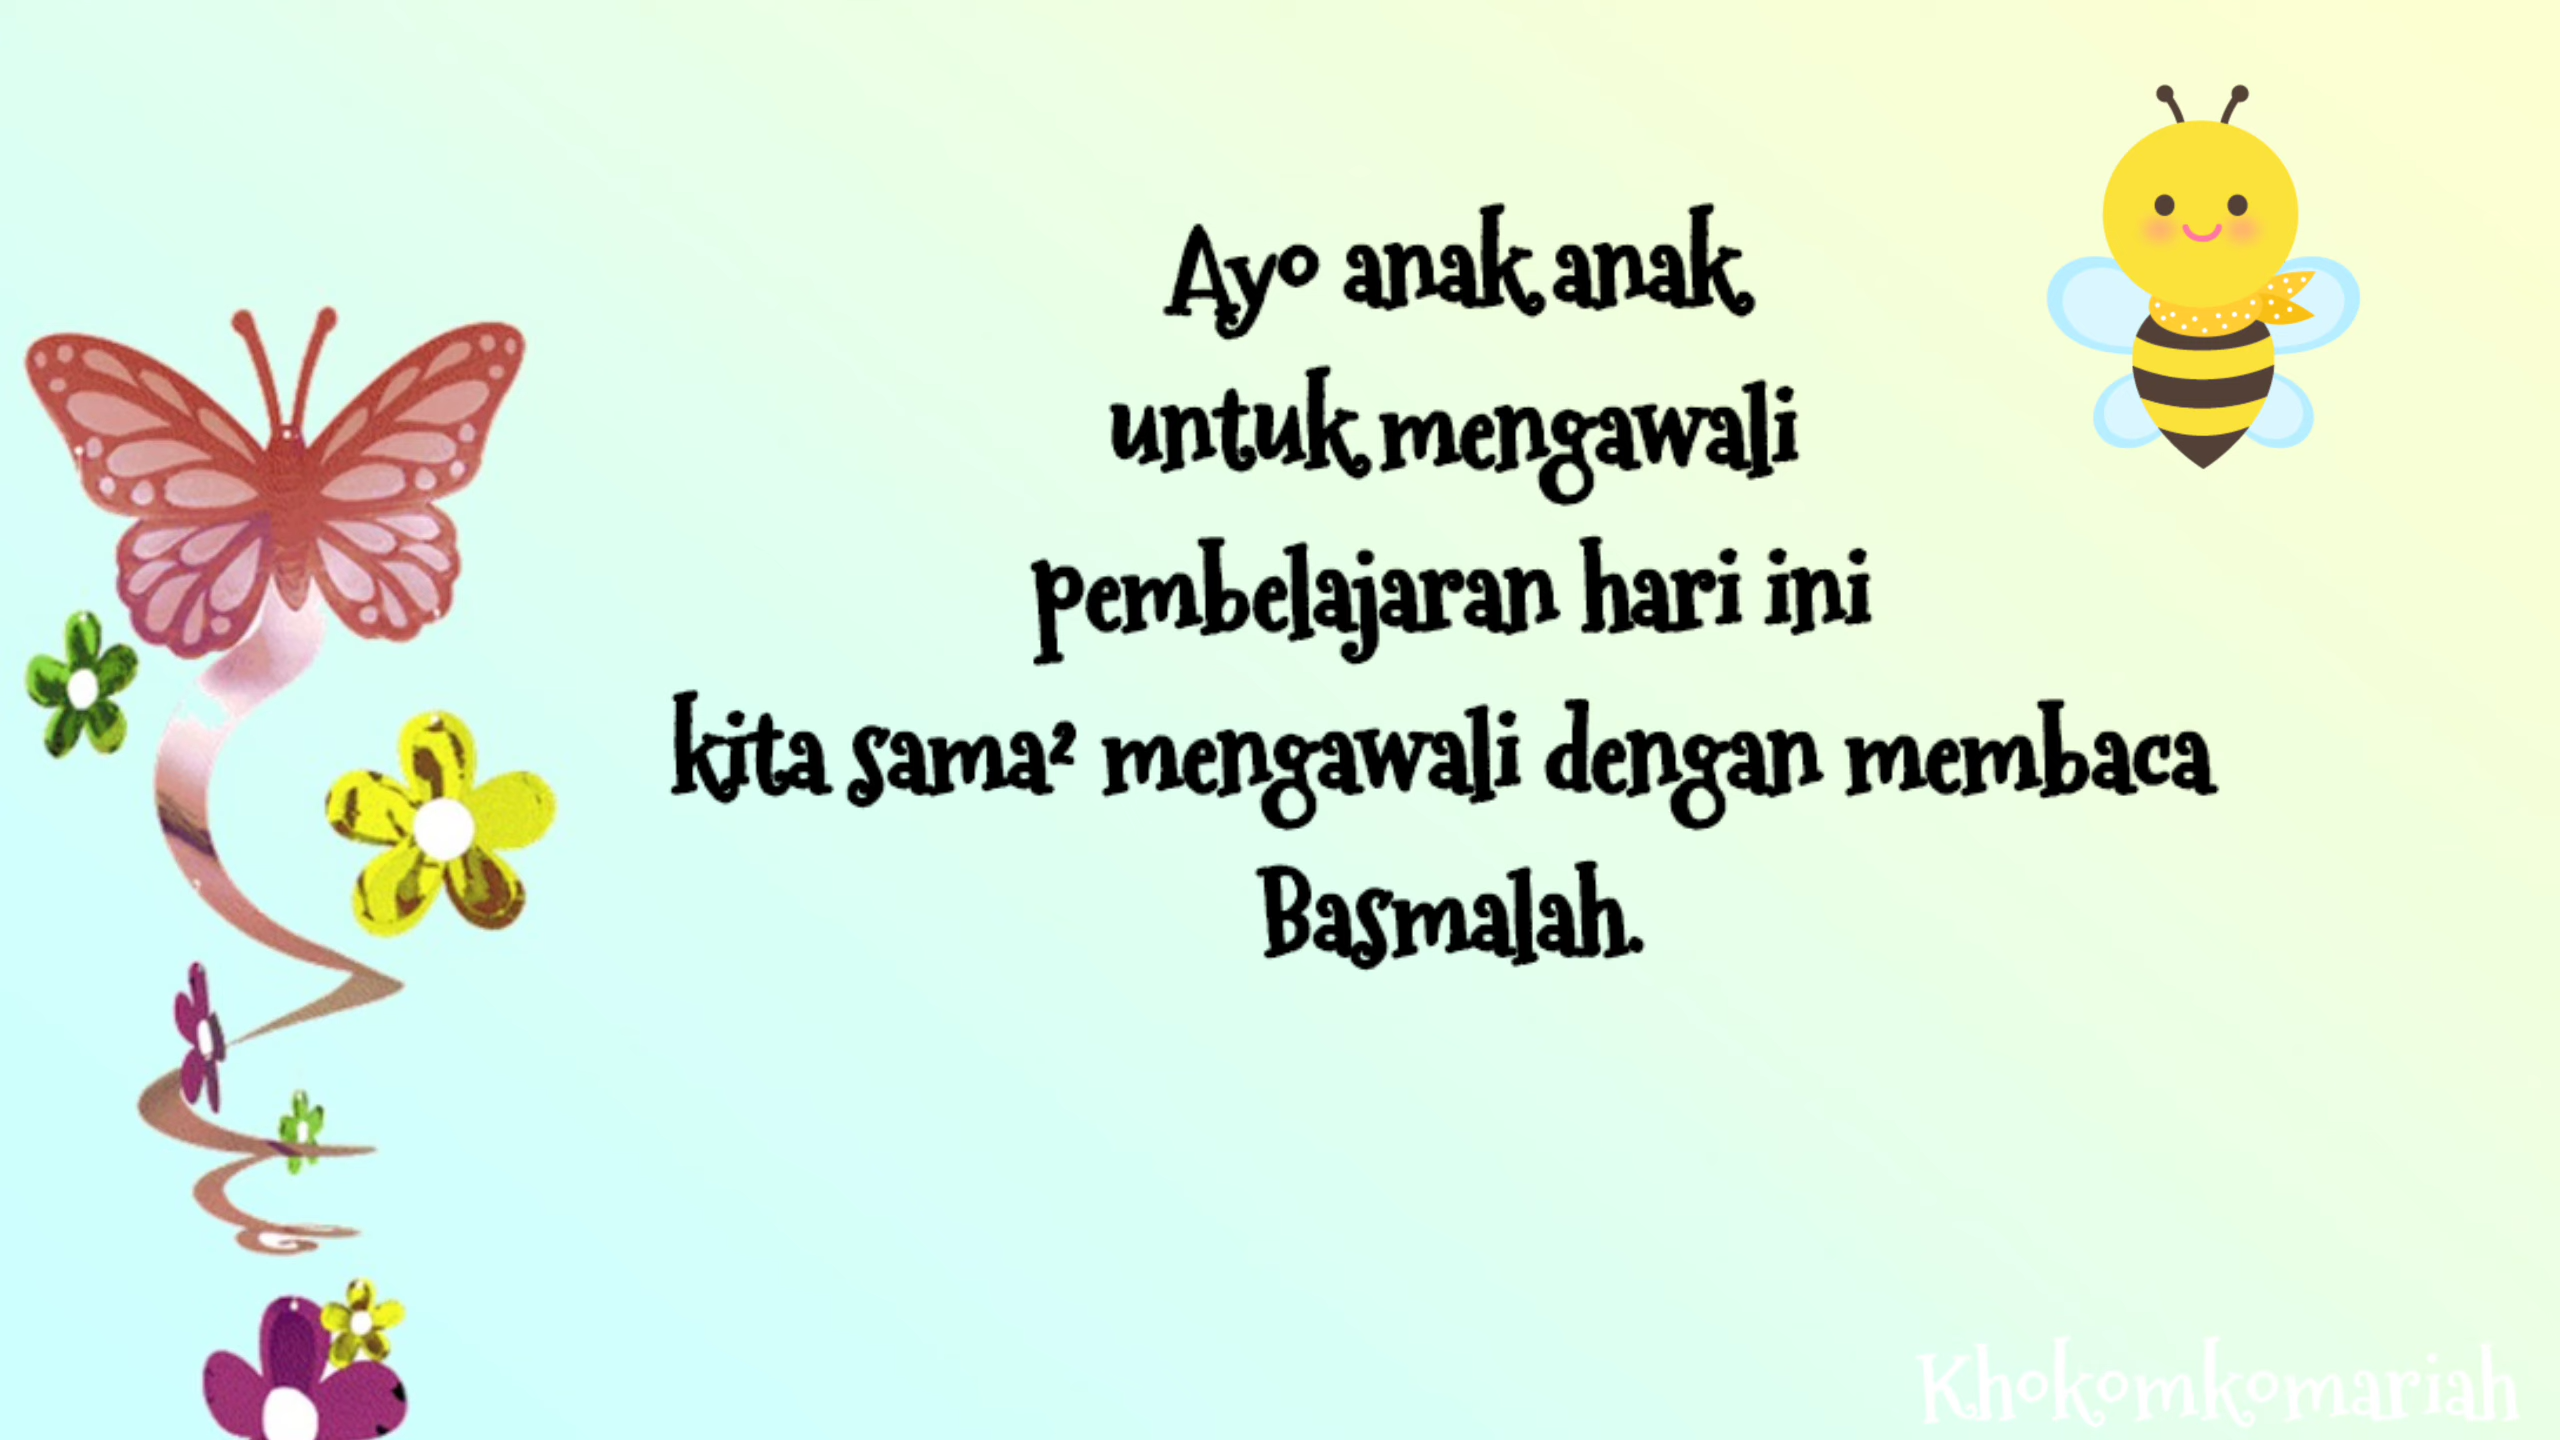 Ayo anak anak
untuk mengawali
pembelajaran hari ini
kita sama² mengawali dengan membaca
Basmalah.
Khokomkomariah